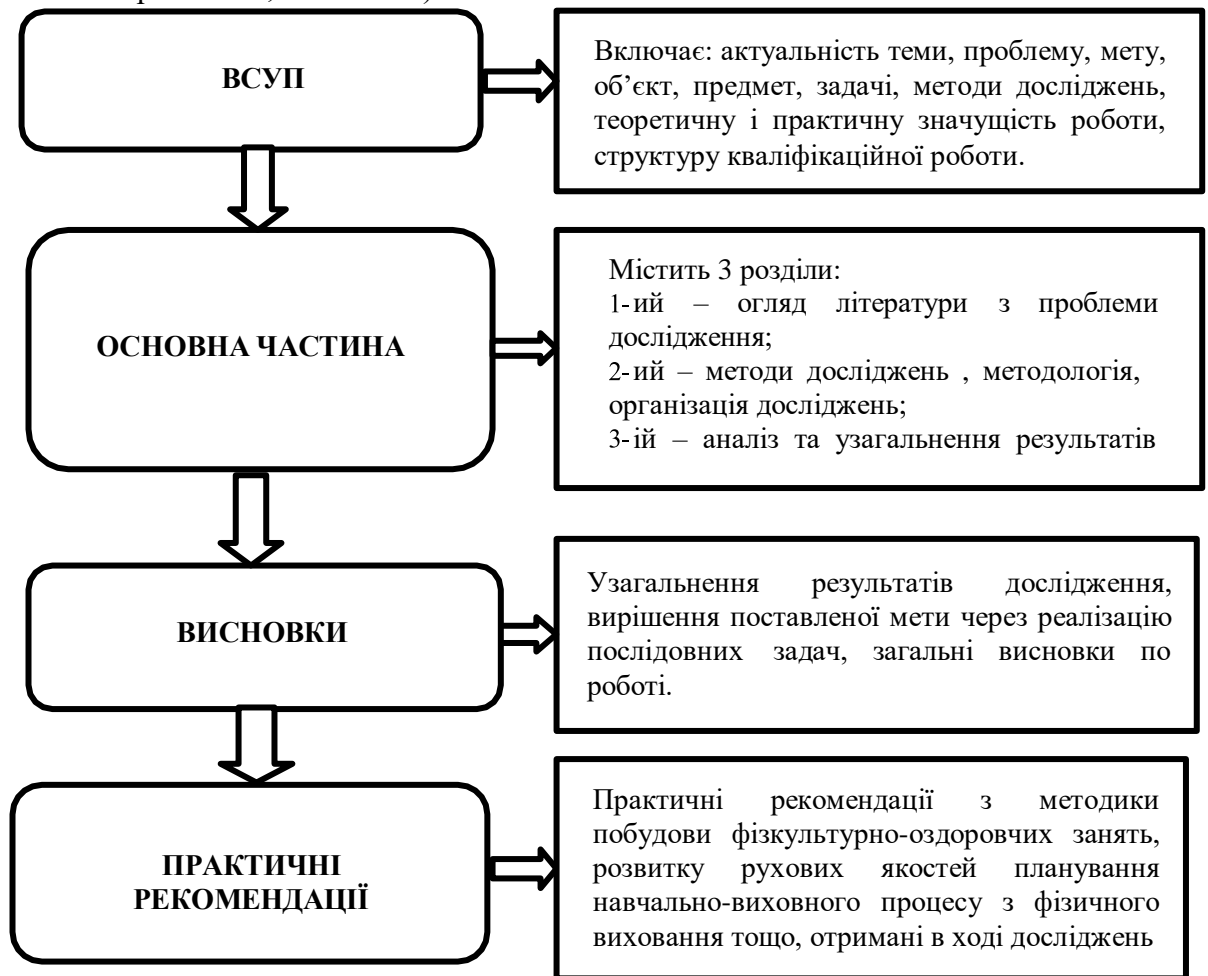 ВСУП
Включає: актуальність теми, проблему, мету,
об’єкт, предмет, задачі, методи досліджень,
теоретичну і практичну значущість роботи,
структуру кваліфікаційної роботи.
ОСНОВНА ЧАСТИНА
Містить 3 розділи:
1-ий – огляд літератури з проблеми
дослідження;
2-ий – методи досліджень , методологія,
організація досліджень;
3-ій – аналіз та узагальнення результатів
ВИСНОВКИ
Узагальнення результатів дослідження,
вирішення поставленої мети через реалізацію
послідовних задач, загальні висновки по
роботі.
ПРАКТИЧНІ
РЕКОМЕНДАЦІЇ
Практичні рекомендації з методики
побудови фізкультурно-оздоровчих занять,
розвитку рухових якостей планування
навчально-виховного процесу з фізичного
виховання тощо, отримані в ході досліджень